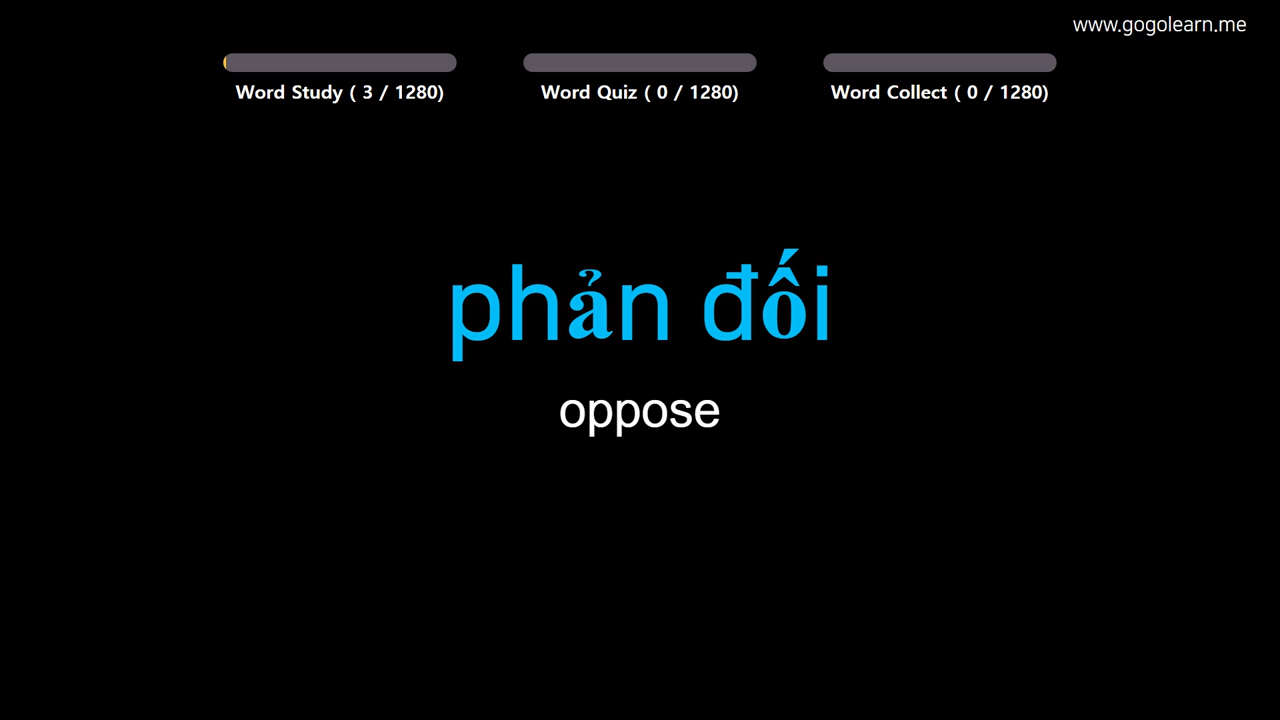 www.gogolearn.me
Word Study ( 3 / 1280)
Word Quiz ( 0 / 1280)
Word Collect ( 0 / 1280)
phản đối
oppose